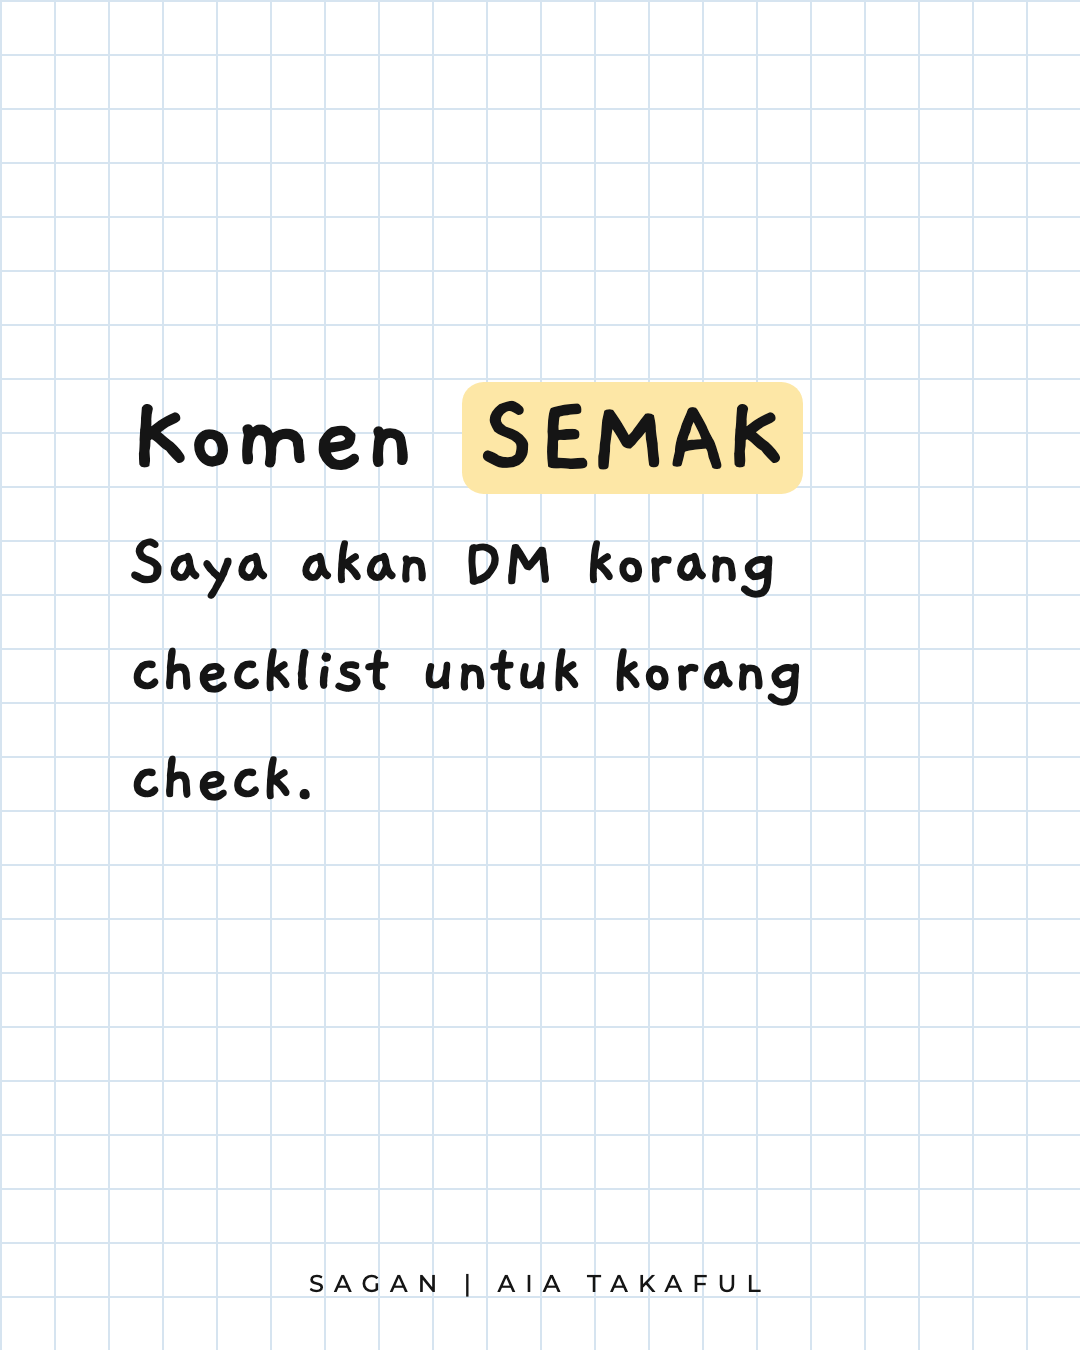 Komen SEMAK
Saya akan DM korang
checklist untuk korang
check.
SAGAN | AIA TAKAFUL